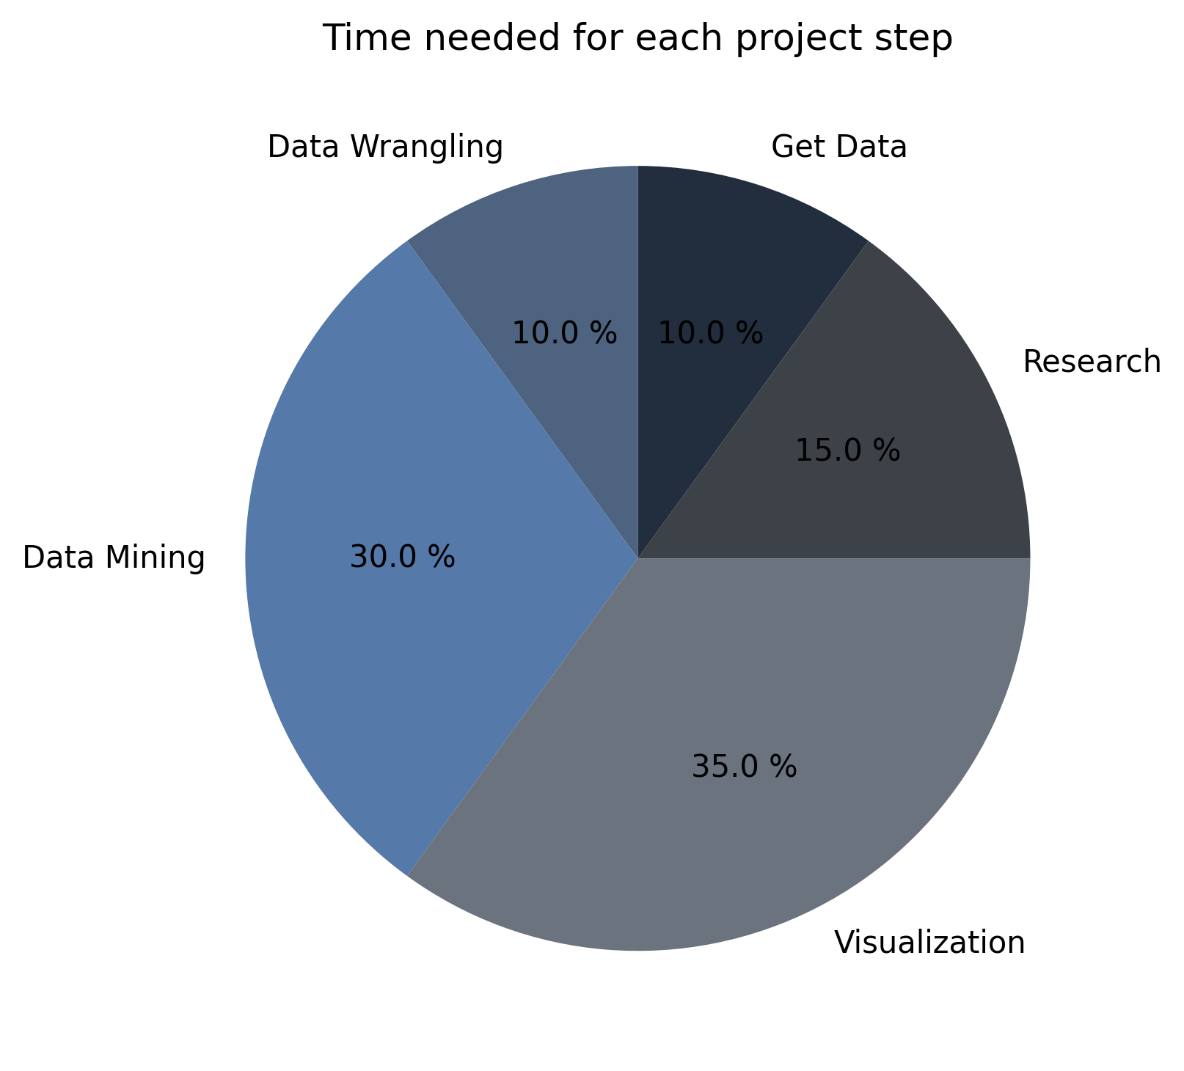 Time needed for each project step
Data Wrangling
Get Data
10.0 %
10.0 %
Research
15.0 %
Data Mining
30.0 %
35.0 %
Visualization